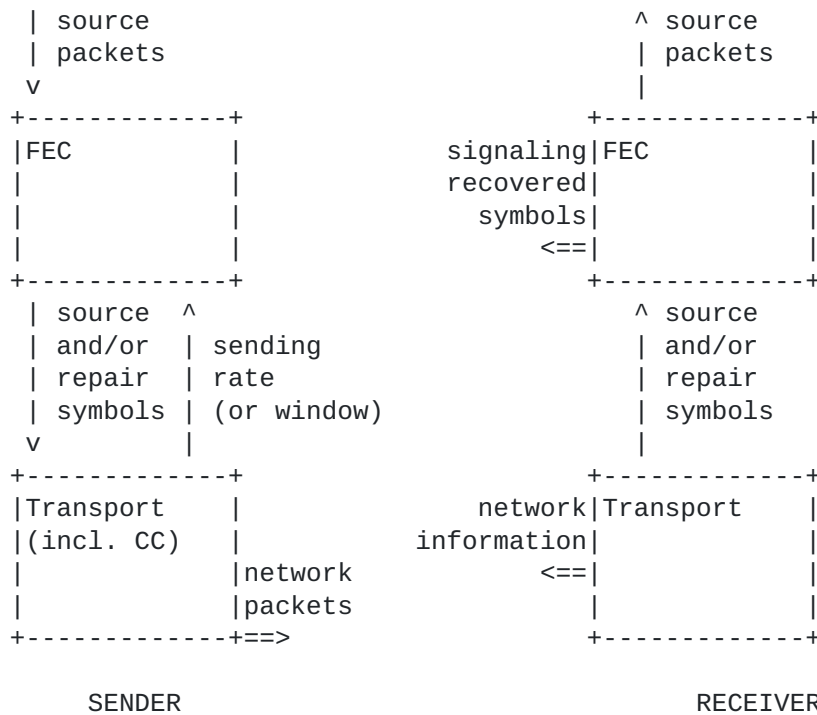 | source                               ^ source
| packets                              | packets
v                                      |
+-------------+                      +-------------+
|FEC          |             signaling|FEC          |
|             |             recovered|             |
|             |               symbols|             |
|             |                   <==|             |
+-------------+                      +-------------+
| source  ^                            ^ source
| and/or  | sending                    | and/or
| repair  | rate                       | repair
| symbols | (or window)                | symbols
v         |                            |
+-------------+                      +-------------+
|Transport    |               network|Transport    |
|(incl. CC)   |           information|             |
|             |network            <==|             |
|             |packets               |             |
+-------------+==>                   +-------------+
SENDER                                 RECEIVER